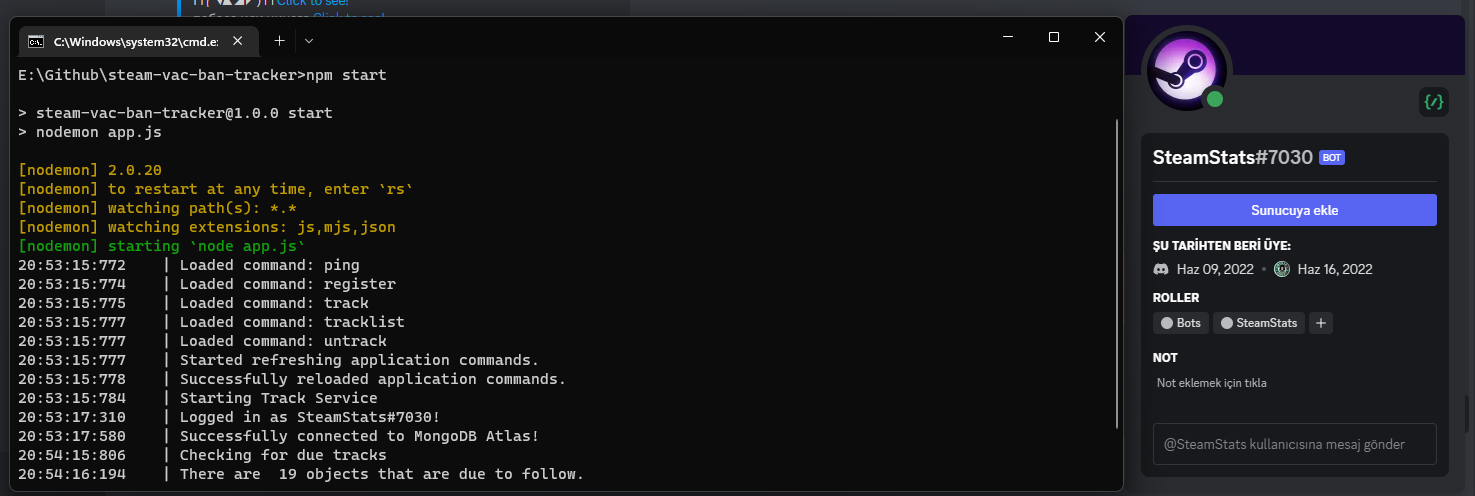 Click to see!
Click to see!
C:\Windows\system32\cmd.e:
E:\Github\steam-vac-ban-tracker>npm start
> steam-vac-ban-tracker@1.0.0 start
> nodemon app.js
[nodemon] 2.0.20
[nodemon] to restart at any time, enter `rs`
[nodemon] watching path(s): *.*
[nodemon] watching extensions: js,mjs,json
[nodemon] starting `node app.js`
20:53:15:772 | Loaded command: ping
20:53:15:774 | Loaded command: register
20:53:15:775 | Loaded command: track
20:53:15:777 | Loaded command: tracklist
20:53:15:777 | Loaded command: untrack
20:53:15:777 | Started refreshing application commands.
20:53:15:778 | Successfully reloaded application commands.
20:53:15:784 | Starting Track Service
20:53:17:310 | Logged in as SteamStats#7030!
20:53:17:580 | Successfully connected to MongoDB Atlas!
20:54:15:806 | Checking for due tracks
20:54:16:194 | There are  19 objects that are due to follow.
{/}
SteamStats#7030 BOT
Sunucuya ekle
ŞU TARİHTEN BERİ ÜYE:
Haz 09, 2022 • Haz 16, 2022
ROLLER
Bots SteamStats +
NOT
Not eklemek için tıkla
@SteamStats kullanıcısına mesaj gönder